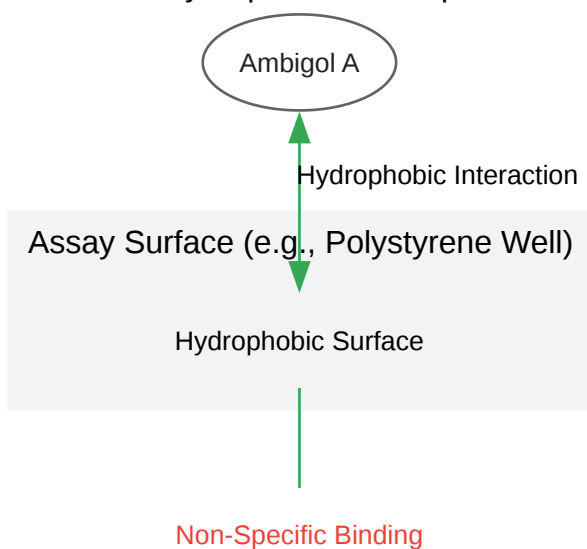 Ambigol A
Hydrophobic Interaction
Assay Surface (e.g., Polystyrene Well)
Hydrophobic Surface
Non-Specific Binding